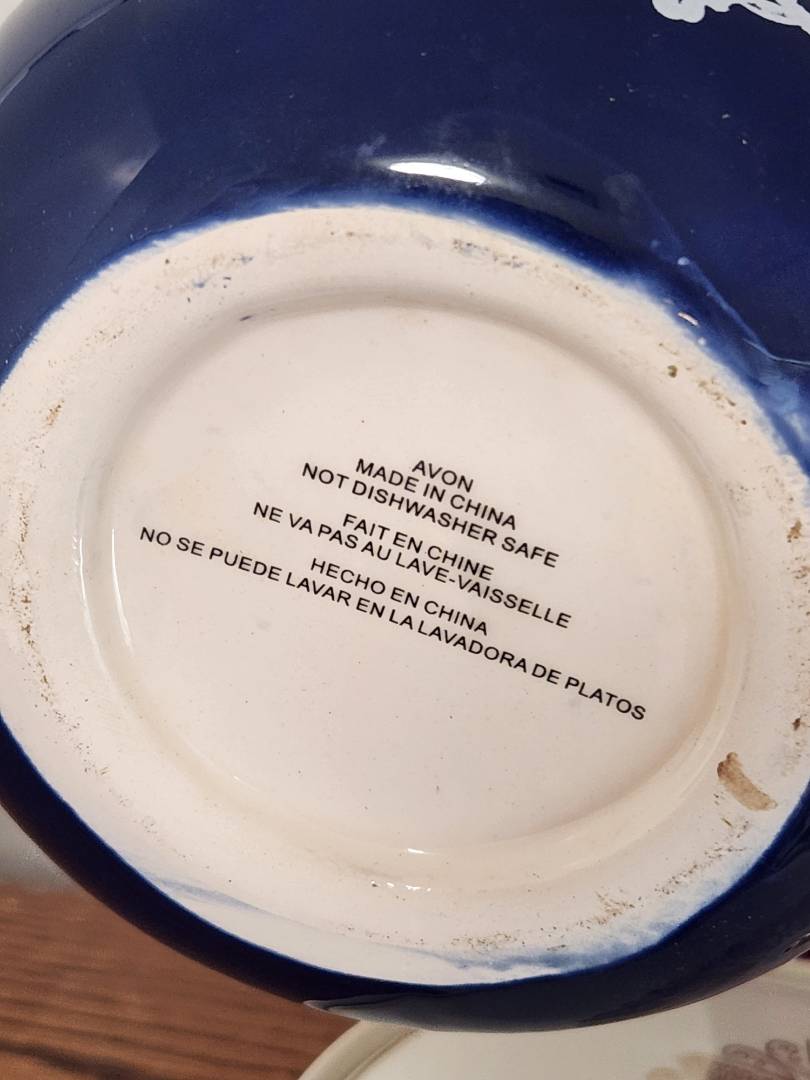 AVON
MADE IN CHINA
NOT DISHWASHER SAFE
FAIT EN CHINE
NE VA PAS AU LAVE-VAISSELLE
HECHO EN CHINA
NO SE PUEDE LAVAR EN LA LAVADORA DE PLATOS